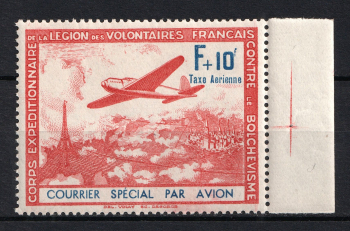 CORPS EXPEDITIONNAIRE DE LA LEGION DES VOLONTAIRES FRANÇAIS CONTRE LE BOLCHEVISME
F+10f
Taxe Aérienne
COURRIER SPÉCIAL PAR AVION